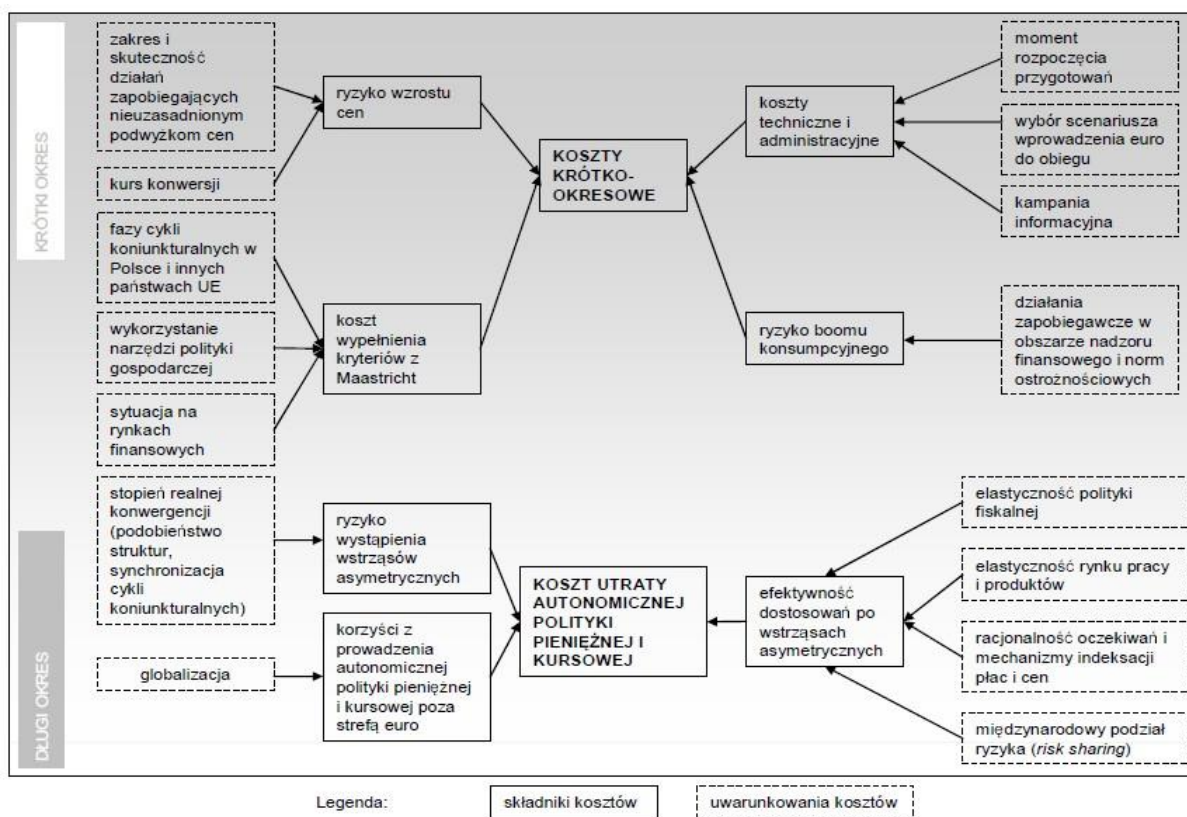 KRÓTKI OKRES
zakres i
skuteczność
działań
zapobiegających
nieuzasadnionym
podwyżkom cen
kurs konwersji
fazy cykli
koniunkturalnych w
Polsce i innych
państwach UE
wykorzystanie
narzędzi polityki
gospodarczej
sytuacja na
rynkach
finansowych
ryzyko wzrostu
cen
koszt
wypełnienia
kryteriów z
Maastricht
KOSZTY
KRÓTKO-
OKRESOWE
koszty
techniczne i
administracyjne
ryzyko boomu
konsumpcyjnego
moment
rozpoczęcia
przygotowań
wybór scenariusza
wprowadzenia euro
do obiegu
kampania
informacyjna
działania
zapobiegawcze w
obszarze nadzoru
finansowego i norm
ostrożnościowych
DŁUGI OKRES
stopień realnej
konwergencji
(podobieństwo
struktur,
synchronizacja
cykli
koniunkturalnych)
globalizacja
ryzyko
wystąpienia
wstrząsów
asymetrycznych
korzyści z
prowadzenia
autonomicznej
polityki pieniężnej
i kursowej poza
strefą euro
KOSZT UTRATY
AUTONOMICZNEJ
POLITYKI
PIENIĘŻNEJ I
KURSOWEJ
efektywność
dostosowań po
wstrząsach
asymetrycznych
elastyczność polityki
fiskalnej
elastyczność rynku pracy
i produktów
racjonalność oczekiwań i
mechanizmy indeksacji
płac i cen
międzynarodowy podział
ryzyka (risk sharing)
Legenda:
składniki kosztów
uwarunkowania kosztów